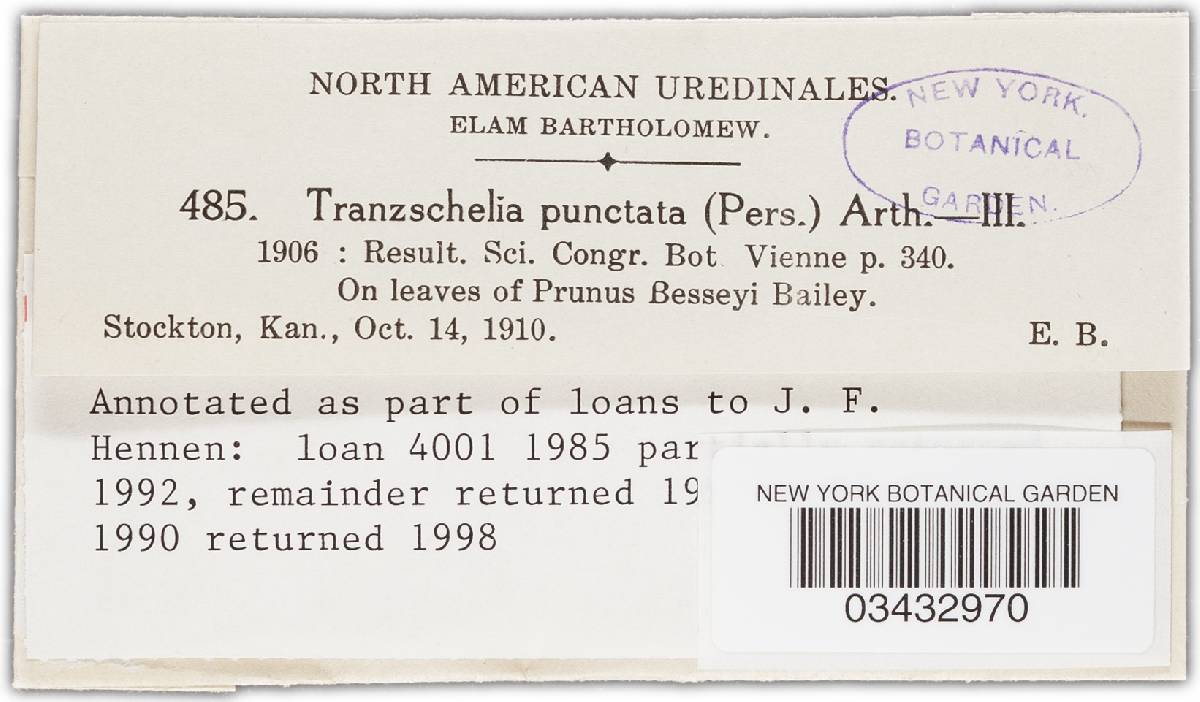 NORTH AMERICAN UREDINALES.
ELAM BARTHOLOMEW.
NEW YORK.
BOTANICAL
GARDEN.
485. Tranzschelia punctata (Pers.) Arth.—III.
1906 : Result. Sci. Congr. Bot Vienne p. 340.
On leaves of Prunus Besseyi Bailey.
Stockton, Kan., Oct. 14, 1910. E. B.
Annotated as part of loans to J. F.
Hennen: loan 4001 1985
1992, remainder returned
1990 returned 1998
NEW YORK BOTANICAL GARDEN
03432970